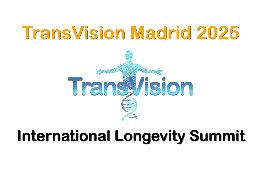 TransVision Madrid 2025
TransVision
International Longevity Summit